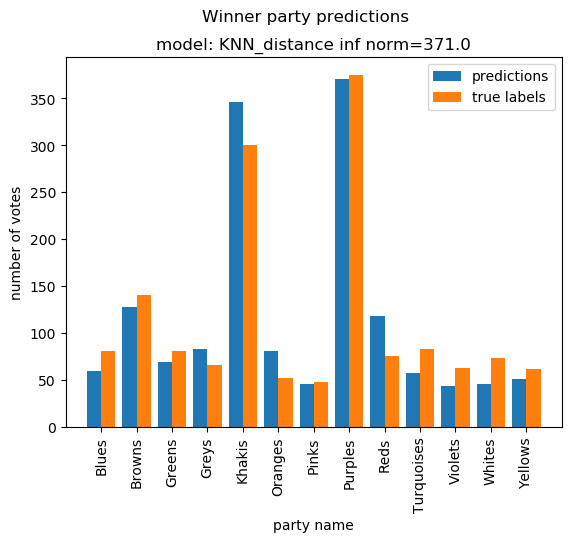 Winner party predictions
model: KNN_distance inf norm=371.0
predictions
true labels
number of votes
350
300
250
200
150
100
50
0
Blues
Browns
Greens
Greys
Khakis
Oranges
Pinks
Purples
Reds
Turquoises
Violets
Whites
Yellows
party name